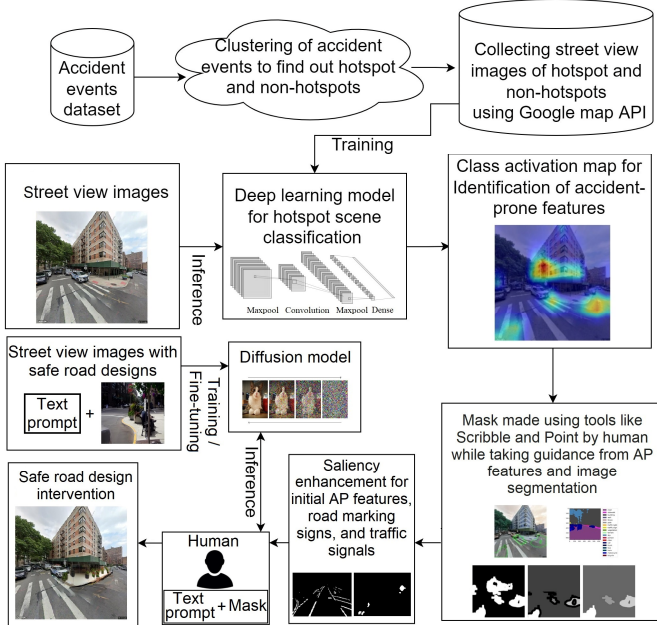 Accident
events
dataset
Clustering of accident
events to find out hotspot
and non-hotspots
Collecting street view
images of hotspot and
non-hotspots
using Google map API
Training
Street view images
Inference
Deep learning model
for hotspot scene
classification
Maxpool Convolution Maxpool Dense
Class activation map for
Identification of accident-
prone features
Street view images with
safe road designs
Text
prompt
+
Training /
Fine-tuning
Diffusion model
Inference
Mask made using tools like
Scribble and Point by human
while taking guidance from AP
features and image
segmentation
Saliency
enhancement for
initial AP features,
road marking
signs, and traffic
signals
Human
Text
prompt + Mask
Safe road design
intervention